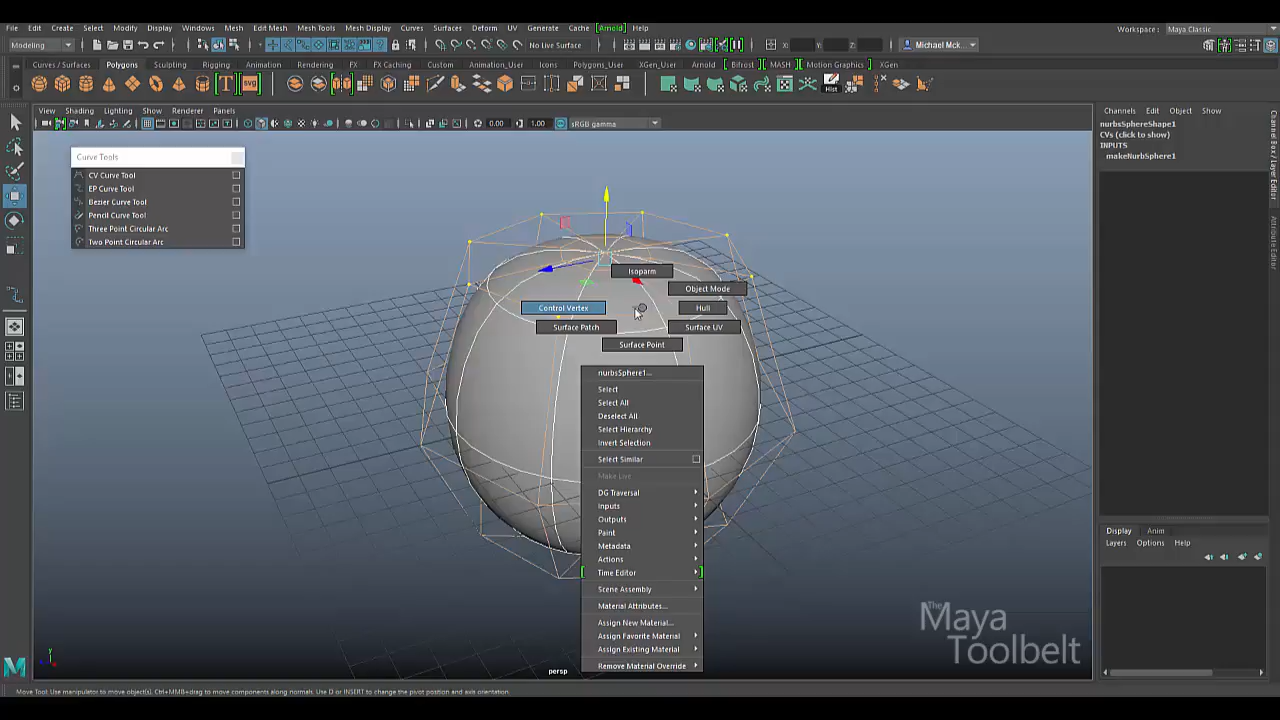 File Edit Create Select Modify Display Windows Mesh Edit Mesh Mesh Tools Mesh Display Curves Surfaces Deform UV Generate Cache [Arnold] Help
Workspace: Maya Classic
Modeling
No Live Surface
X:
Y:
Z:
Michael Mck...
Curves / Surfaces Polygons Sculpting Rigging Animation Rendering FX FX Caching Custom Animation_User Icons Polygons_User XGen_User Arnold Bifrost MASH Motion Graphics XGen
T
svg
Hist
View Shading Lighting Show Renderer Panels
0.00
1.00
sRGB gamma
Channels Edit Object Show
nurbsSphereShape1
CVs (click to show)
INPUTS
makeNurbSphere1
Channel Box / Layer Editor
Attribute Editor
Curve Tools
CV Curve Tool
EP Curve Tool
Bezier Curve Tool
Pencil Curve Tool
Three Point Circular Arc
Two Point Circular Arc
Isoparm
Object Mode
Control Vertex
Hull
Surface Patch
Surface UV
Surface Point
nurbsSphere1...
Select
Select All
Deselect All
Select Hierarchy
Invert Selection
Select Similar
Make Live
DG Traversal
Inputs
Outputs
Paint
Metadata
Actions
Time Editor
Scene Assembly
Material Attributes...
Assign New Material...
Assign Favorite Material
Assign Existing Material
Remove Material Override
Display Anim
Layers Options Help
The
Maya
Toolbelt
y
persp
Move Tool: Use manipulator to move object(s). Ctrl+MMB+drag to move components along normals. Use D or INSERT to change the pivot position and axis orientation.